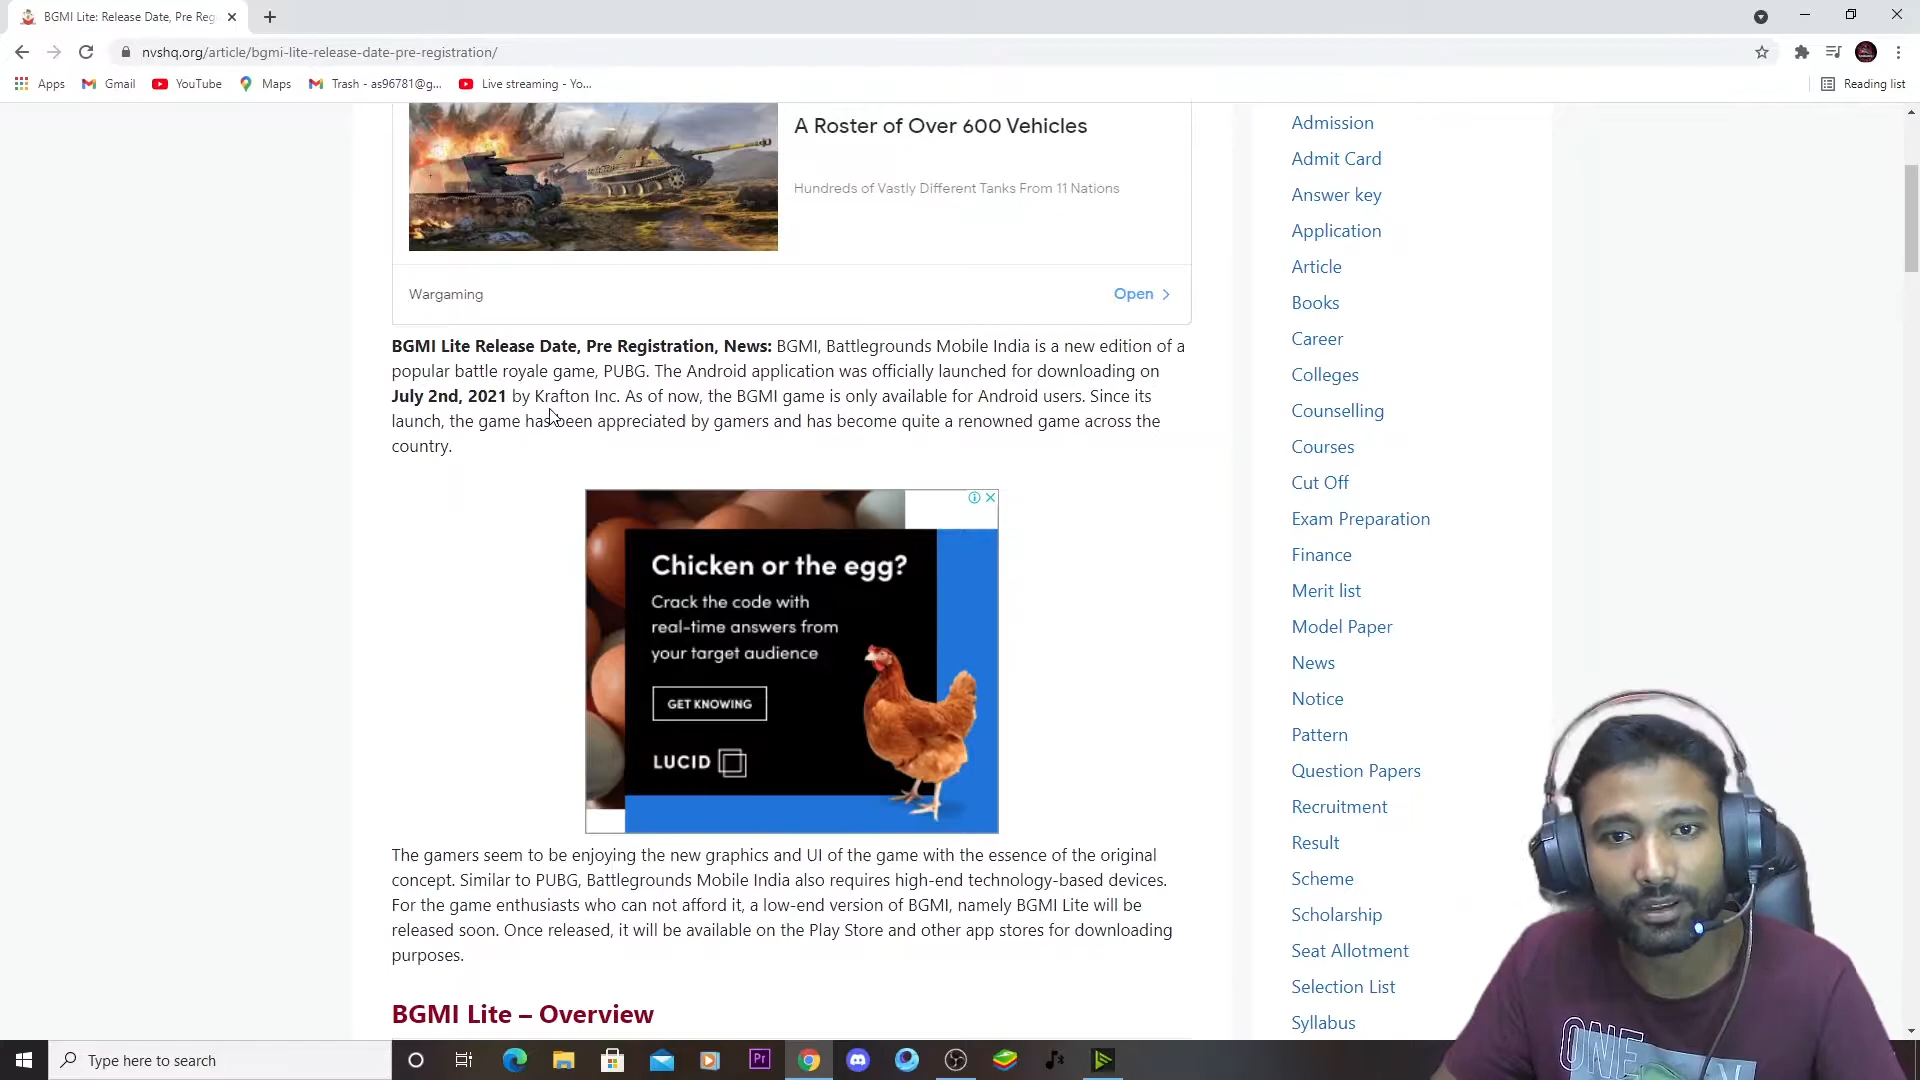 BGMI Lite: Release Date, Pre Reg
nvshq.org/article/bgmi-lite-release-date-pre-registration/
Apps
Gmail
YouTube
Maps
Trash - as96781@g...
Live streaming - Yo...
Reading list
A Roster of Over 600 Vehicles
Hundreds of Vastly Different Tanks From 11 Nations
Wargaming
Open
BGMI Lite Release Date, Pre Registration, News: BGMI, Battlegrounds Mobile India is a new edition of a
popular battle royale game, PUBG. The Android application was officially launched for downloading on
July 2nd, 2021 by Krafton Inc. As of now, the BGMI game is only available for Android users. Since its
launch, the game has been appreciated by gamers and has become quite a renowned game across the
country.
Chicken or the egg?
Crack the code with
real-time answers from
your target audience
GET KNOWING
LUCID
The gamers seem to be enjoying the new graphics and UI of the game with the essence of the original
concept. Similar to PUBG, Battlegrounds Mobile India also requires high-end technology-based devices.
For the game enthusiasts who can not afford it, a low-end version of BGMI, namely BGMI Lite will be
released soon. Once released, it will be available on the Play Store and other app stores for downloading
purposes.
BGMI Lite – Overview
Admission
Admit Card
Answer key
Application
Article
Books
Career
Colleges
Counselling
Courses
Cut Off
Exam Preparation
Finance
Merit list
Model Paper
News
Notice
Pattern
Question Papers
Recruitment
Result
Scheme
Scholarship
Seat Allotment
Selection List
Syllabus
ONE
Type here to search
Pr